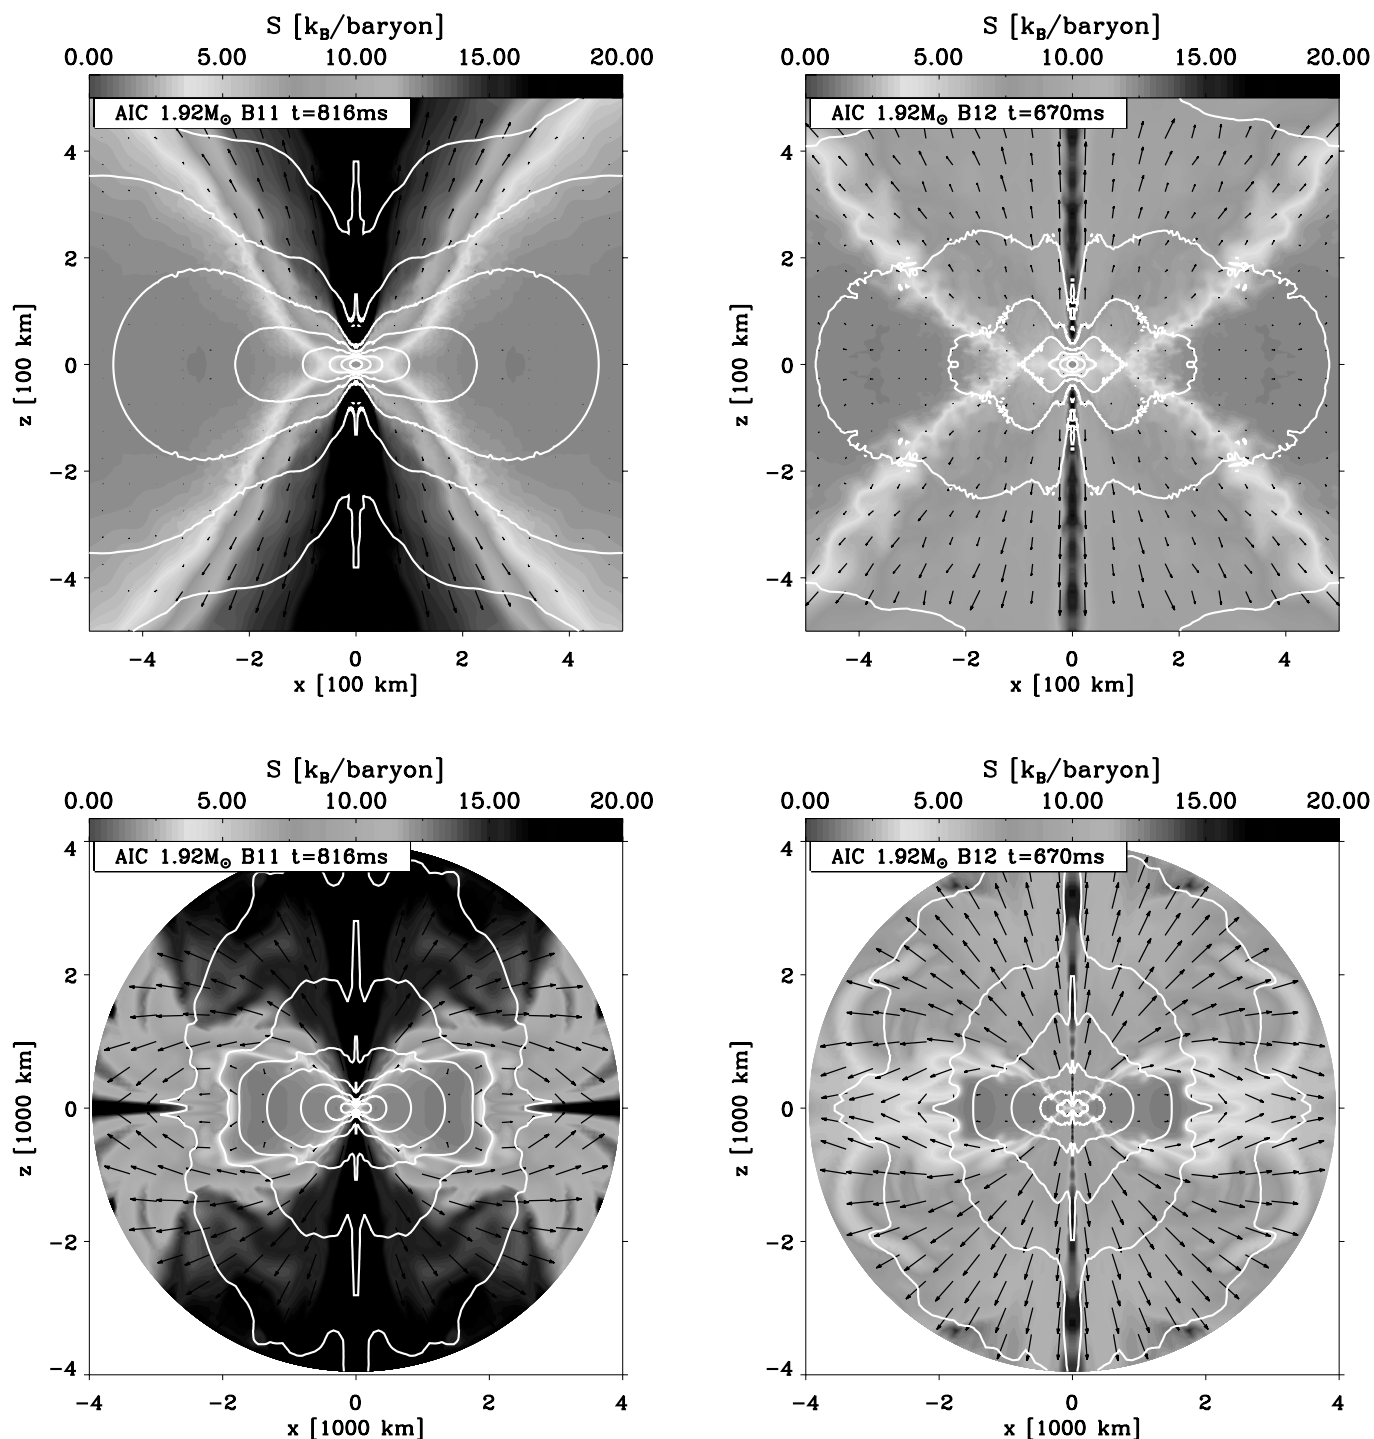 S [k_B/baryon]
0.00 5.00 10.00 15.00 20.00
AIC 1.92M⊙ B11 t=816ms
4
2
0
−2
−4
z [100 km]
−4 −2 0 2 4
x [100 km]
S [k_B/baryon]
0.00 5.00 10.00 15.00 20.00
AIC 1.92M⊙ B12 t=670ms
4
2
0
−2
−4
z [100 km]
−4 −2 0 2 4
x [100 km]
S [k_B/baryon]
0.00 5.00 10.00 15.00 20.00
AIC 1.92M⊙ B11 t=816ms
4
2
0
−2
−4
z [1000 km]
−4 −2 0 2 4
x [1000 km]
S [k_B/baryon]
0.00 5.00 10.00 15.00 20.00
AIC 1.92M⊙ B12 t=670ms
4
2
0
−2
−4
z [1000 km]
−4 −2 0 2 4
x [1000 km]